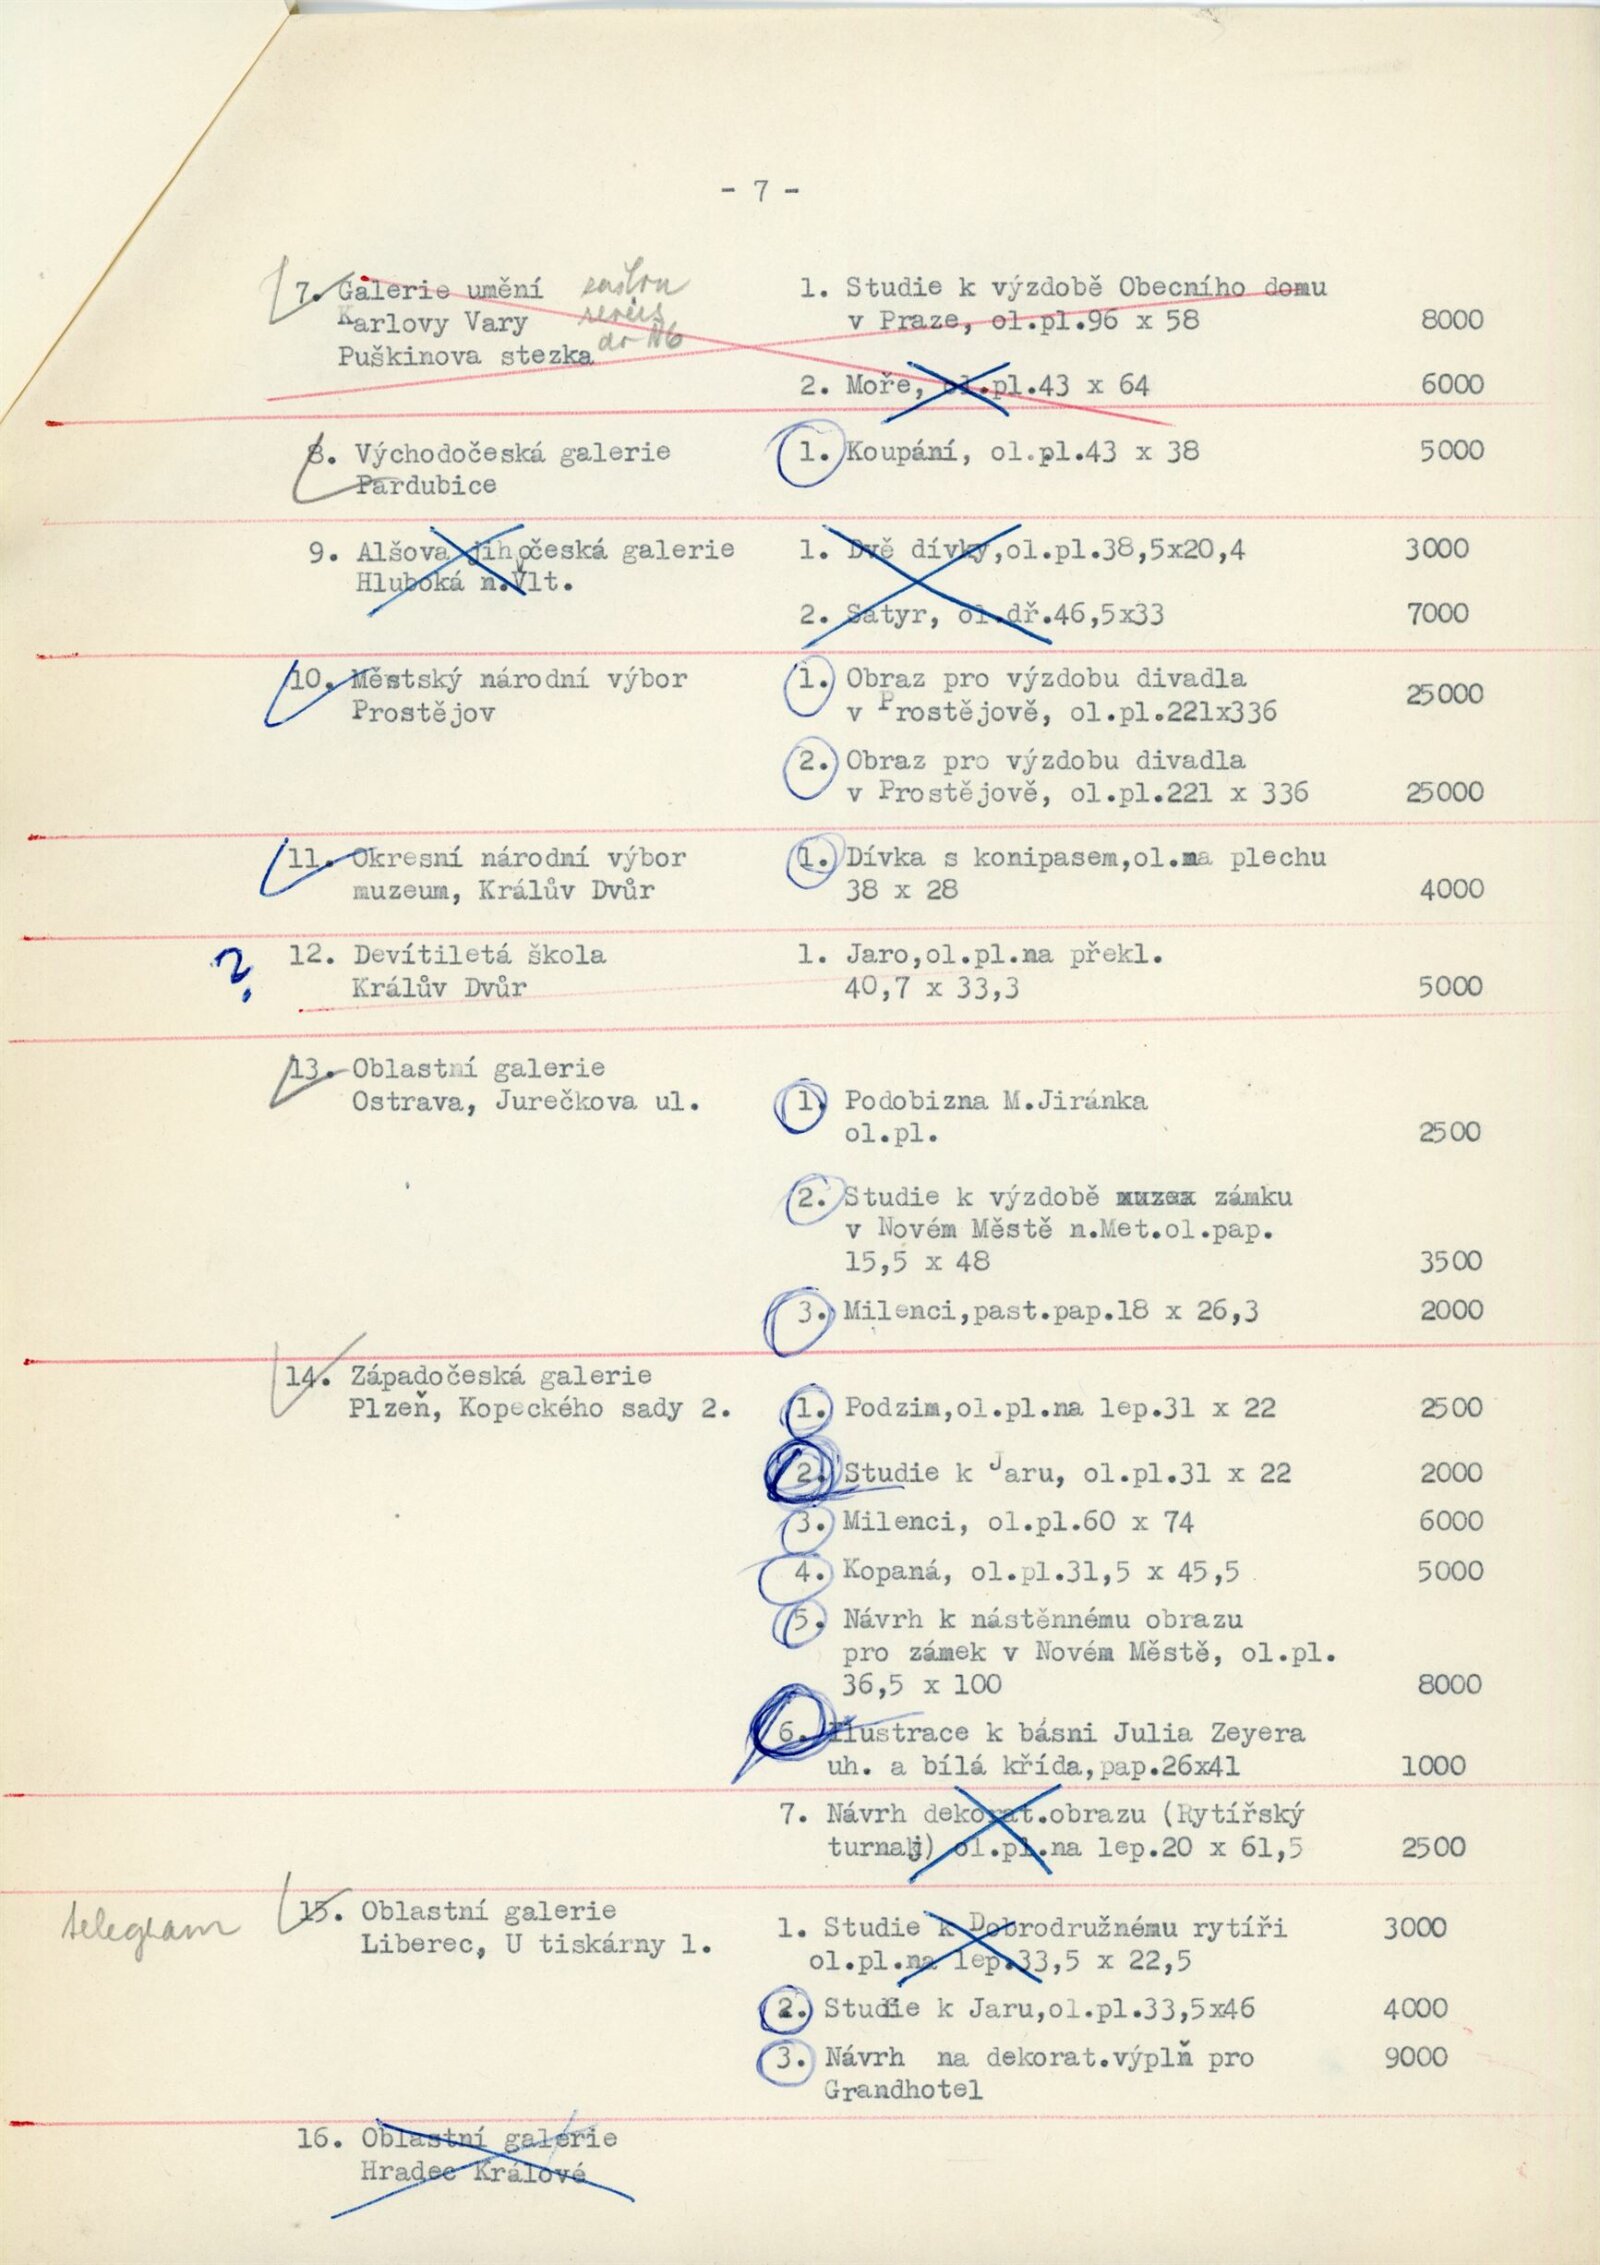 - 7 -
7. Galerie umění
Karlovy Vary
Puškinova stezka
1. Studie k výzdobě Obecního domu
v Praze, ol.pl.96 x 58 8000
2. Moře, ol.pl.43 x 64 6000
8. Východočeská galerie
Pardubice
1. Koupání, ol.pl.43 x 38 5000
9. Alšova jihočeská galerie
Hluboká n.Vlt.
1. Dvě dívky,ol.pl.38,5x20,4 3000
2. Satyr, ol.dř.46,5x33 7000
10. Městský národní výbor
Prostějov
1. Obraz pro výzdobu divadla
v Prostějově, ol.pl.221x336 25000
2. Obraz pro výzdobu divadla
v Prostějově, ol.pl.221 x 336 25000
11. Okresní národní výbor
muzeum, Králův Dvůr
1. Dívka s konipasem,ol.na plechu
38 x 28 4000
?
12. Devítiletá škola
Králův Dvůr
1. Jaro,ol.pl.na překl.
40,7 x 33,3 5000
13. Oblastní galerie
Ostrava, Jurečkova ul.
1. Podobizna M.Jiránka
ol.pl. 2500
2. Studie k výzdobě zámku
v Novém Městě n.Met.ol.pap.
15,5 x 48 3500
3. Milenci,past.pap.18 x 26,3 2000
14. Západočeská galerie
Plzeň, Kopeckého sady 2.
1. Podzim,ol.pl.na lep.31 x 22 2500
2. Studie k Jaru, ol.pl.31 x 22 2000
3. Milenci, ol.pl.60 x 74 6000
4. Kopaná, ol.pl.31,5 x 45,5 5000
5. Návrh k nástěnnému obrazu
pro zámek v Novém Městě, ol.pl.
36,5 x 100 8000
6. Ilustrace k básni Julia Zeyera
uh. a bílá křída,pap.26x41 1000
7. Návrh dekorat.obrazu (Rytířský
turnaj) ol.pl.na lep.20 x 61,5 2500
telegram
15. Oblastní galerie
Liberec, U tiskárny 1.
1. Studie k Dobrodružnému rytíři 3000
ol.pl.na lep.33,5 x 22,5
2. Studie k Jaru,ol.pl.33,5x46 4000
3. Návrh na dekorat.výplň pro 9000
Grandhotel
16. Oblastní galerie
Hradec Králové